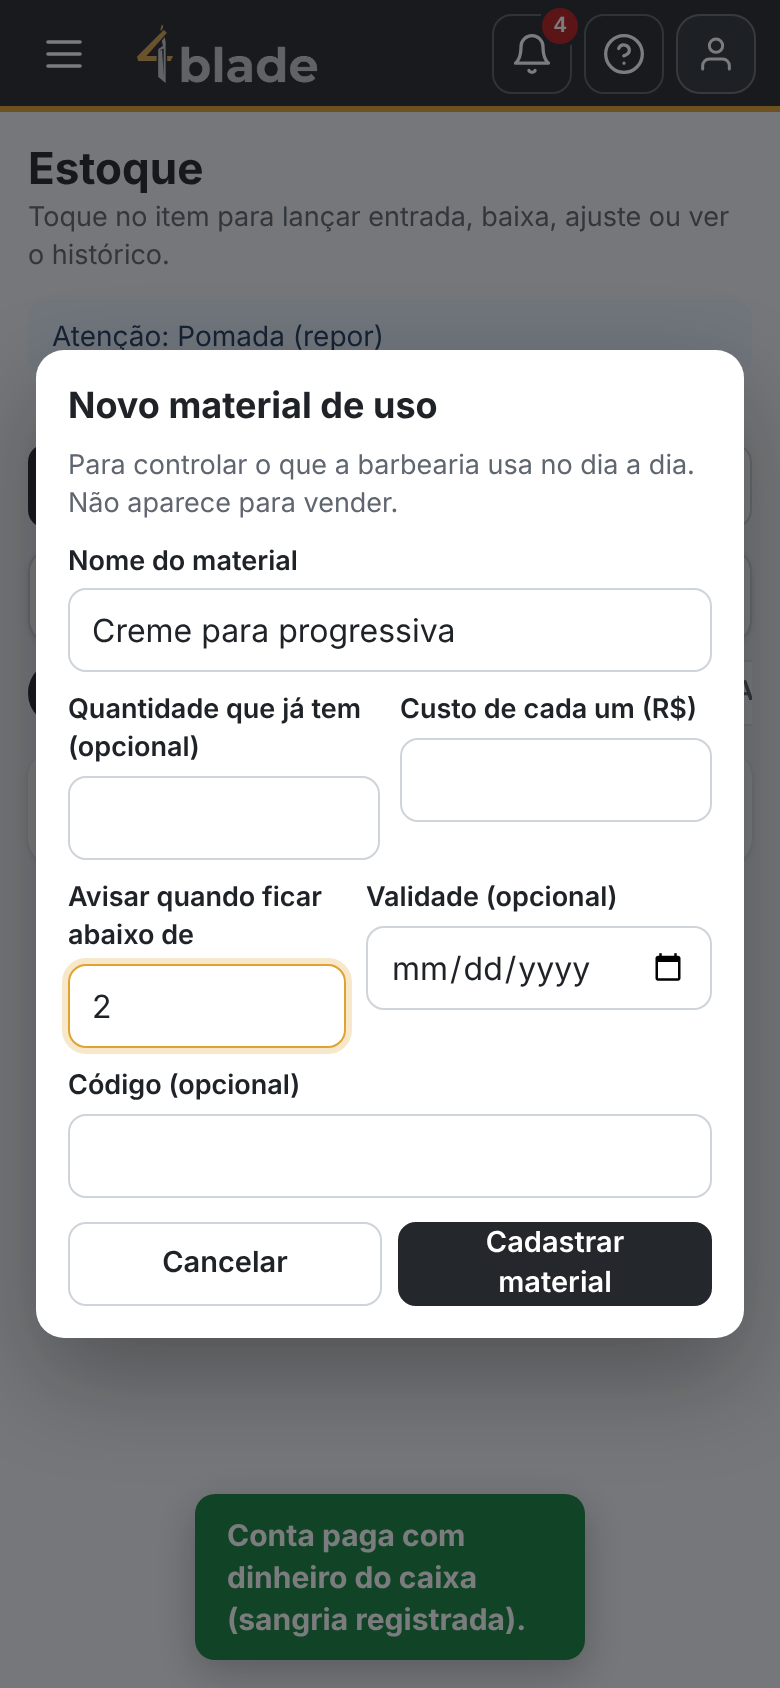 4blade
4
Estoque
Toque no item para lançar entrada, baixa, ajuste ou ver
o histórico.
Atenção: Pomada (repor)
Novo material de uso
Para controlar o que a barbearia usa no dia a dia.
Não aparece para vender.
Nome do material
Creme para progressiva
Quantidade que já tem
(opcional)
Custo de cada um (R$)
Avisar quando ficar
abaixo de
Validade (opcional)
2
mm/dd/yyyy
Código (opcional)
Cancelar
Cadastrar
material
Conta paga com
dinheiro do caixa
(sangria registrada).